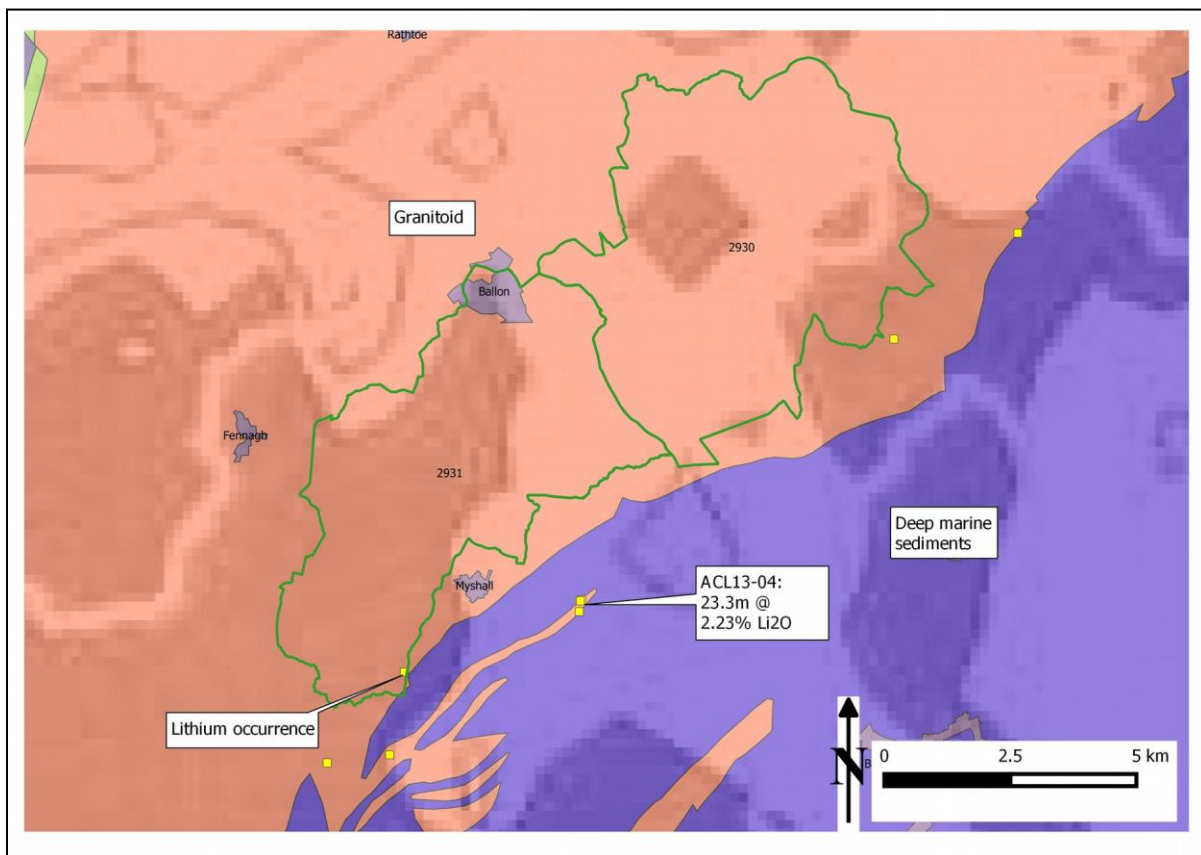 Rathtoe
Granitoid
2930
Ballon
Fennagh
2931
Deep marine
sediments
ACL13-04:
23.3m @
2.23% Li2O
Myshall
Lithium occurrence
N
B
0 2.5 5 km